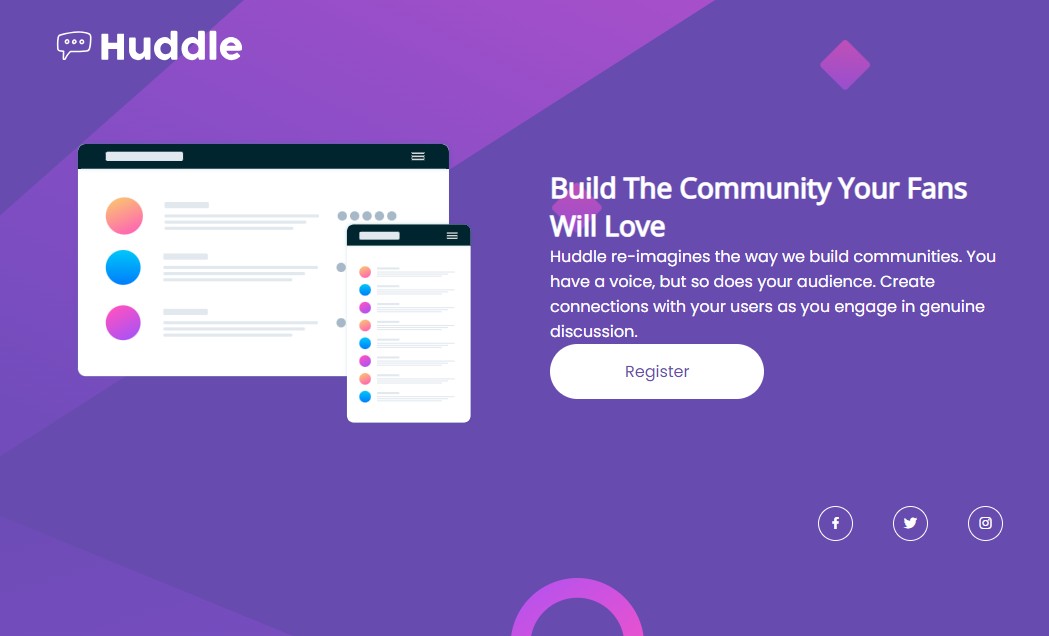 Huddle
Build The Community Your Fans
Will Love
Huddle re-imagines the way we build communities. You
have a voice, but so does your audience. Create
connections with your users as you engage in genuine
discussion.
Register